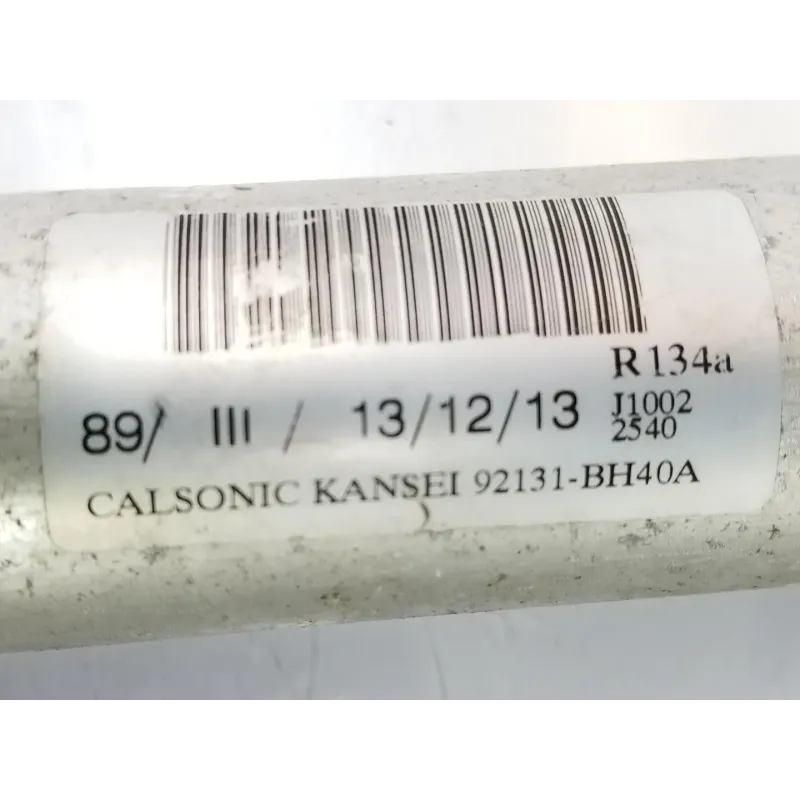 R134a
J1002
89/ III / 13/12/13 2540
CALSONIC KANSEI 92131-BH40A